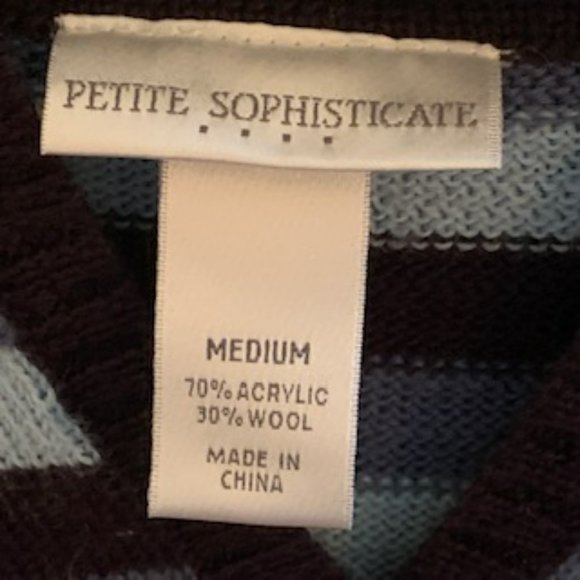 PETITE SOPHISTICATE
MEDIUM
70% ACRYLIC
30% WOOL
MADE IN
CHINA